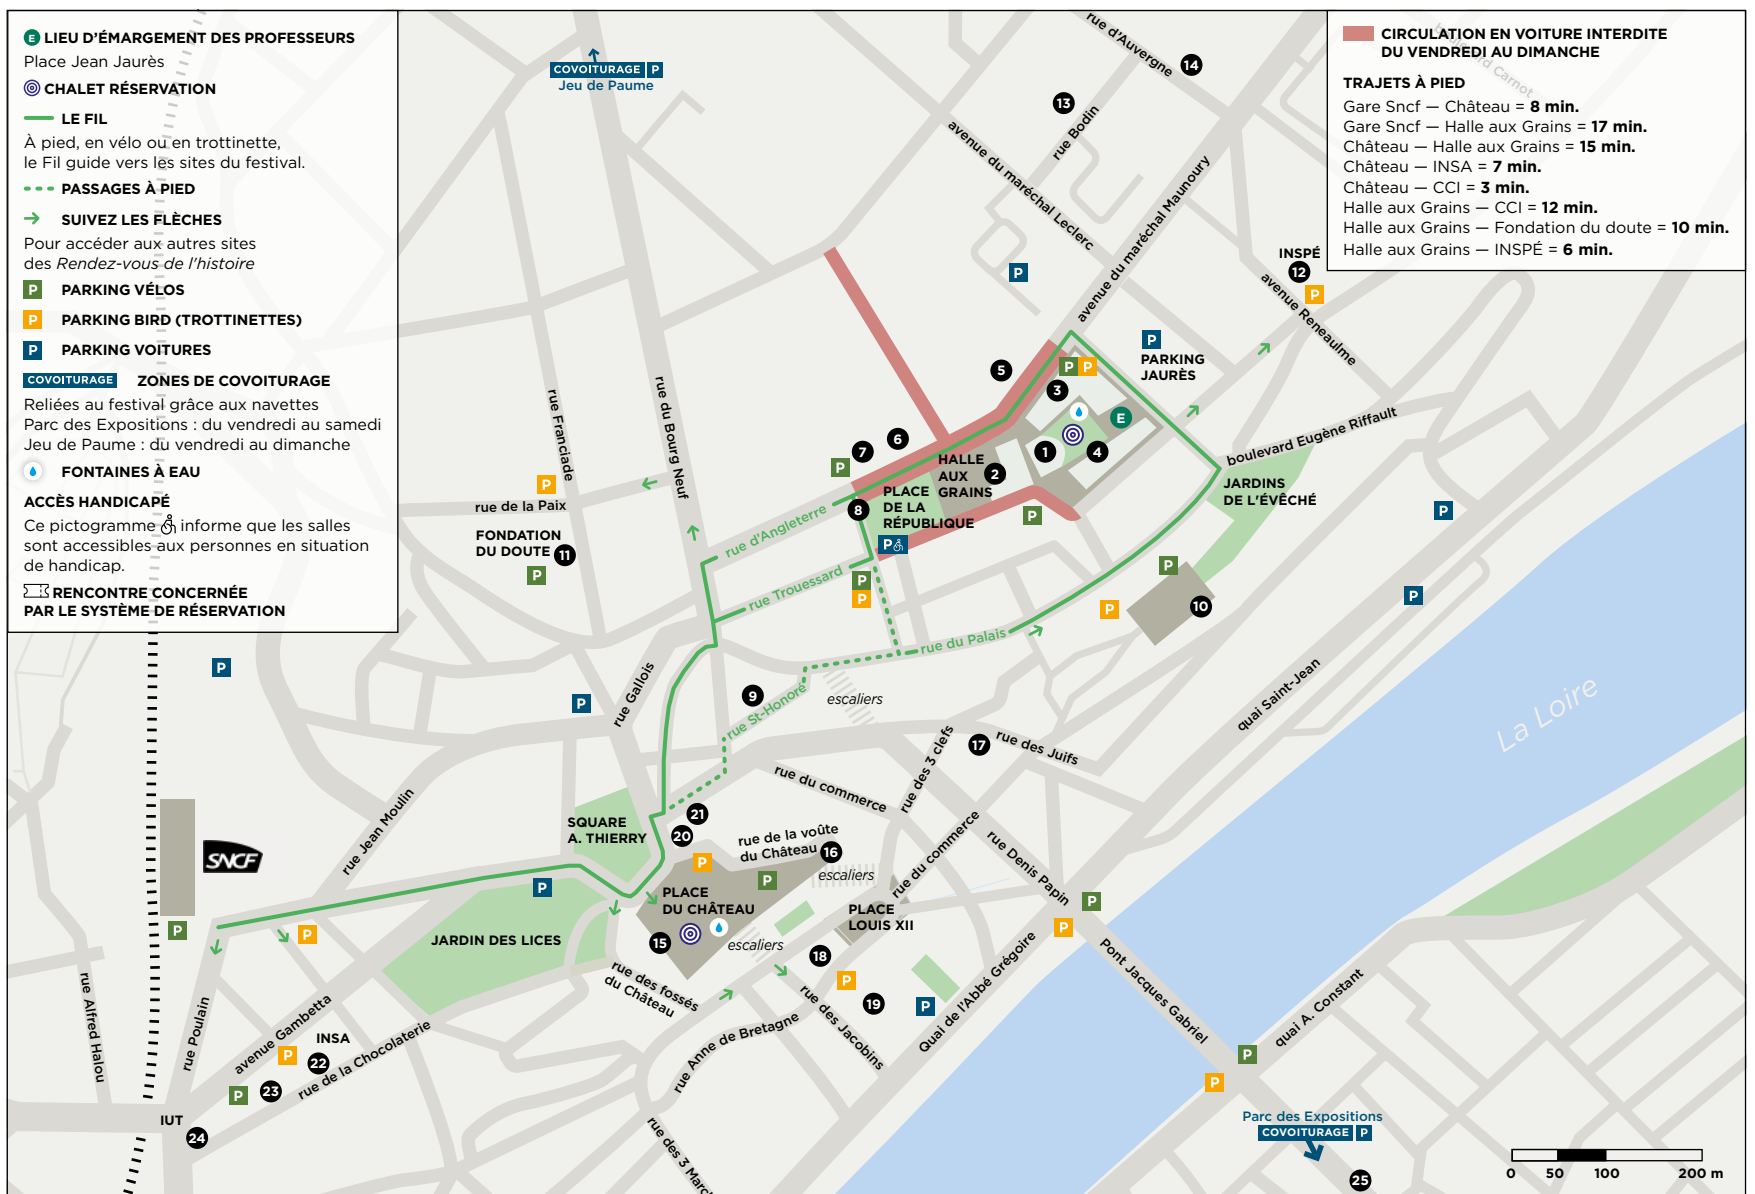 E LIEU D'ÉMARGEMENT DES PROFESSEURS
Place Jean Jaurès
CHALET RÉSERVATION
LE FIL
À pied, en vélo ou en trottinette,
le Fil guide vers les sites du festival.
PASSAGES À PIED
SUIVEZ LES FLÈCHES
Pour accéder aux autres sites
des Rendez-vous de l'histoire
P PARKING VÉLOS
P PARKING BIRD (TROTTINETTES)
P PARKING VOITURES
COVOITURAGE ZONES DE COVOITURAGE
Reliées au festival grâce aux navettes
Parc des Expositions : du vendredi au samedi
Jeu de Paume : du vendredi au dimanche
FONTAINES À EAU
ACCÈS HANDICAPÉ
Ce pictogramme informe que les salles
sont accessibles aux personnes en situation
de handicap.
RENCONTRE CONCERNÉE
PAR LE SYSTÈME DE RÉSERVATION
CIRCULATION EN VOITURE INTERDITE
DU VENDREDI AU DIMANCHE
TRAJETS À PIED
Gare Sncf — Château = 8 min.
Gare Sncf — Halle aux Grains = 17 min.
Château — Halle aux Grains = 15 min.
Château — INSA = 7 min.
Château — CCI = 3 min.
Halle aux Grains — CCI = 12 min.
Halle aux Grains — Fondation du doute = 10 min.
Halle aux Grains — INSPÉ = 6 min.
boulevard Carnot
COVOITURAGE P
Jeu de Paume
rue d'Auvergne
14
13
rue Bodin
avenue du maréchal Leclerc
avenue du maréchal Maunoury
P
INSPÉ
12
P
avenue Reneaulme
P
PARKING
JAURÈS
5
P P
3
E
1
4
6
7
P
HALLE
AUX
GRAINS
2
PLACE
DE LA
RÉPUBLIQUE
8
P
P
boulevard Eugène Riffault
JARDINS
DE L'ÉVÊCHÉ
P
P
rue Franciade
rue du Bourg Neuf
P
rue de la Paix
FONDATION
DU DOUTE
11
P
rue d'Angleterre
rue Trouessard
P
P
P
P
10
rue du Palais
P
P
rue Gallois
9
rue St-Honoré
escaliers
quai Saint-Jean
La Loire
rue des 3 clefs
17
rue des Juifs
rue du commerce
rue Jean Moulin
SQUARE
A. THIERRY
21
20
rue de la voûte
du Château
16
P
P
escaliers
rue du commerce
rue Denis Papin
SNCF
P
P
P
PLACE
DU CHÂTEAU
PLACE
LOUIS XII
JARDIN DES LICES
15
escaliers
18
P
19
P
P
P
rue des fossés
du Château
rue des Jacobins
rue Anne de Bretagne
Quai de l'Abbé Grégoire
Pont Jacques Gabriel
quai A. Constant
rue Alfred Halou
rue Poulain
avenue Gambetta
INSA
P
22
rue de la Chocolaterie
P
23
IUT
24
P
P
Parc des Expositions
COVOITURAGE P
25
0 50 100 200 m